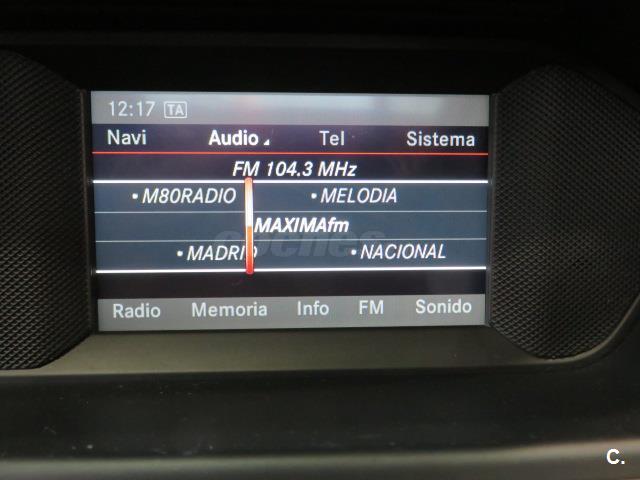 12:17 TA
Navi Audio Tel Sistema
FM 104.3 MHz
• M80RADIO • MELODIA
MAXIMAfm
coches
• MADRID • NACIONAL
Radio Memoria Info FM Sonido
C.